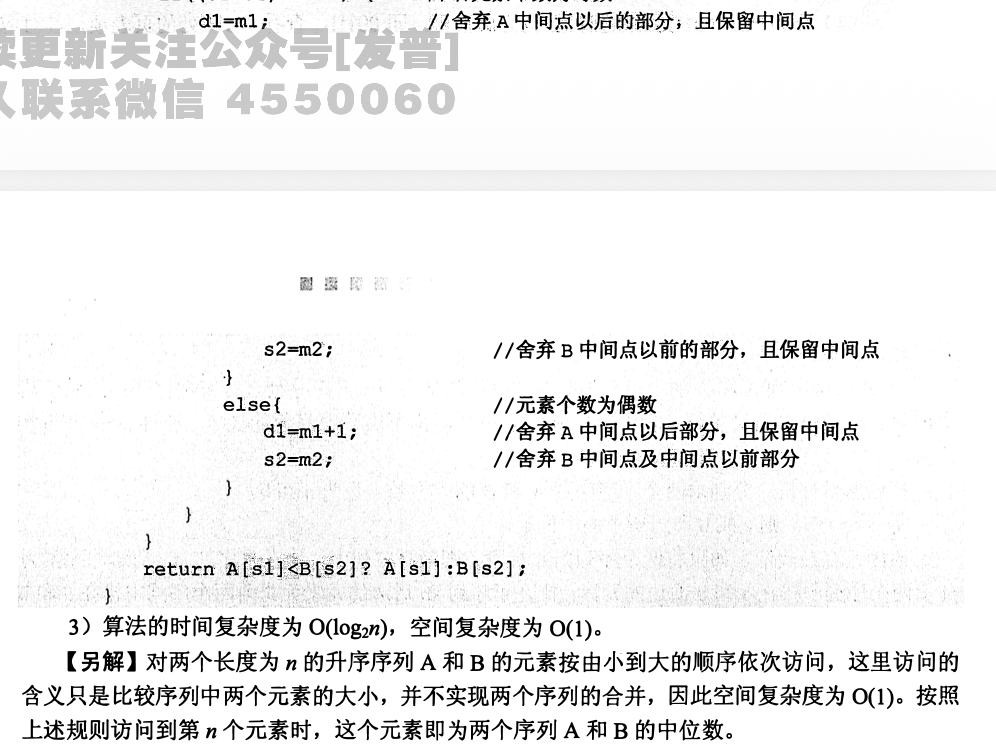 d1=m1; //舍弃 A 中间点以后的部分，且保留中间点
更新关注公众号[发普]
联系微信 4550060
s2=m2; //舍弃 B 中间点以前的部分，且保留中间点
}
else{ //元素个数为偶数
d1=m1+1; //舍弃 A 中间点以后部分，且保留中间点
s2=m2; //舍弃 B 中间点及中间点以前部分
}
}
}
return A[s1]<B[s2]? A[s1]:B[s2];
}
3）算法的时间复杂度为 O(log₂n)，空间复杂度为 O(1)。
【另解】对两个长度为 n 的升序序列 A 和 B 的元素按由小到大的顺序依次访问，这里访问的
含义只是比较序列中两个元素的大小，并不实现两个序列的合并，因此空间复杂度为 O(1)。按照
上述规则访问到第 n 个元素时，这个元素即为两个序列 A 和 B 的中位数。